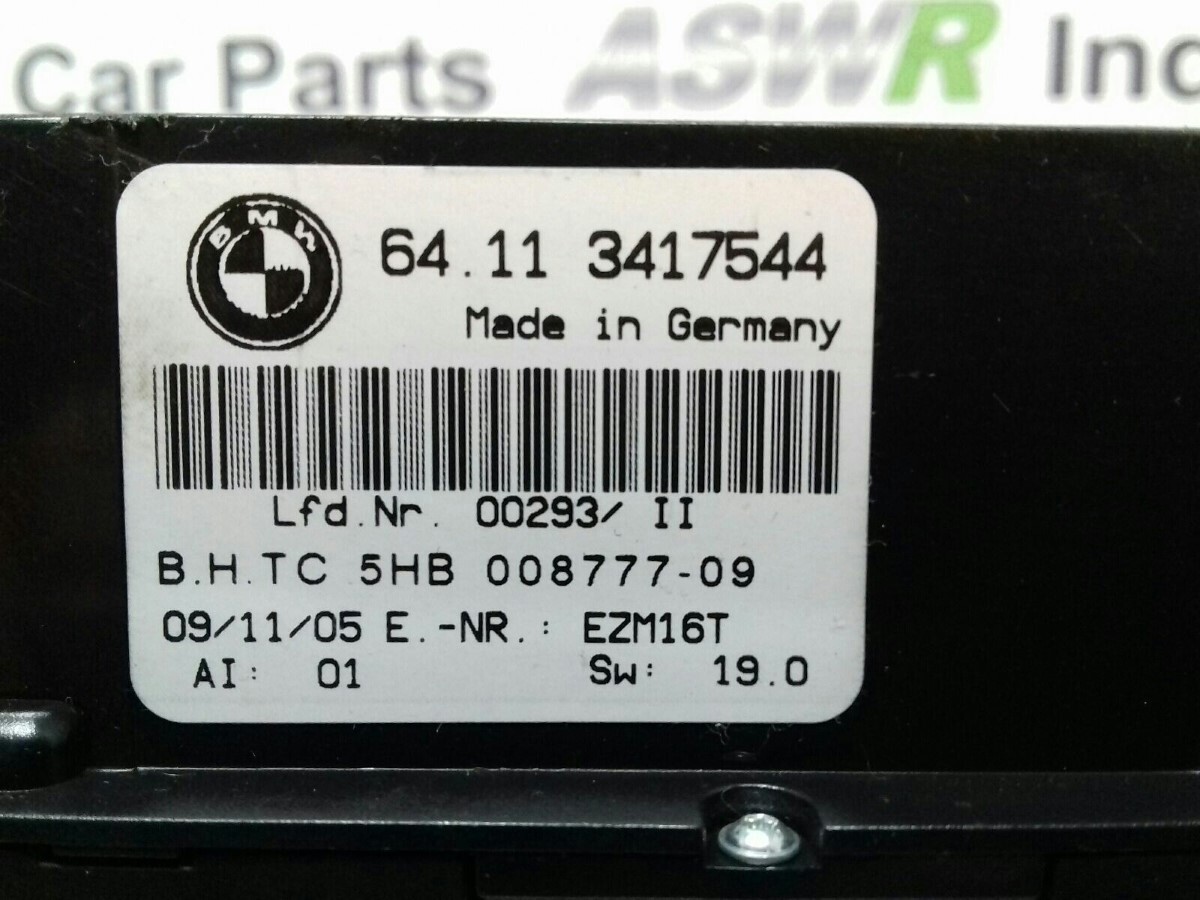 Car Parts ASWR Ind
BMW
64.11 3417544
Made in Germany
Lfd.Nr. 00293/ II
B.H.TC 5HB 008777-09
09/11/05 E.-NR.: EZM16T
AI: 01 Sw: 19.0